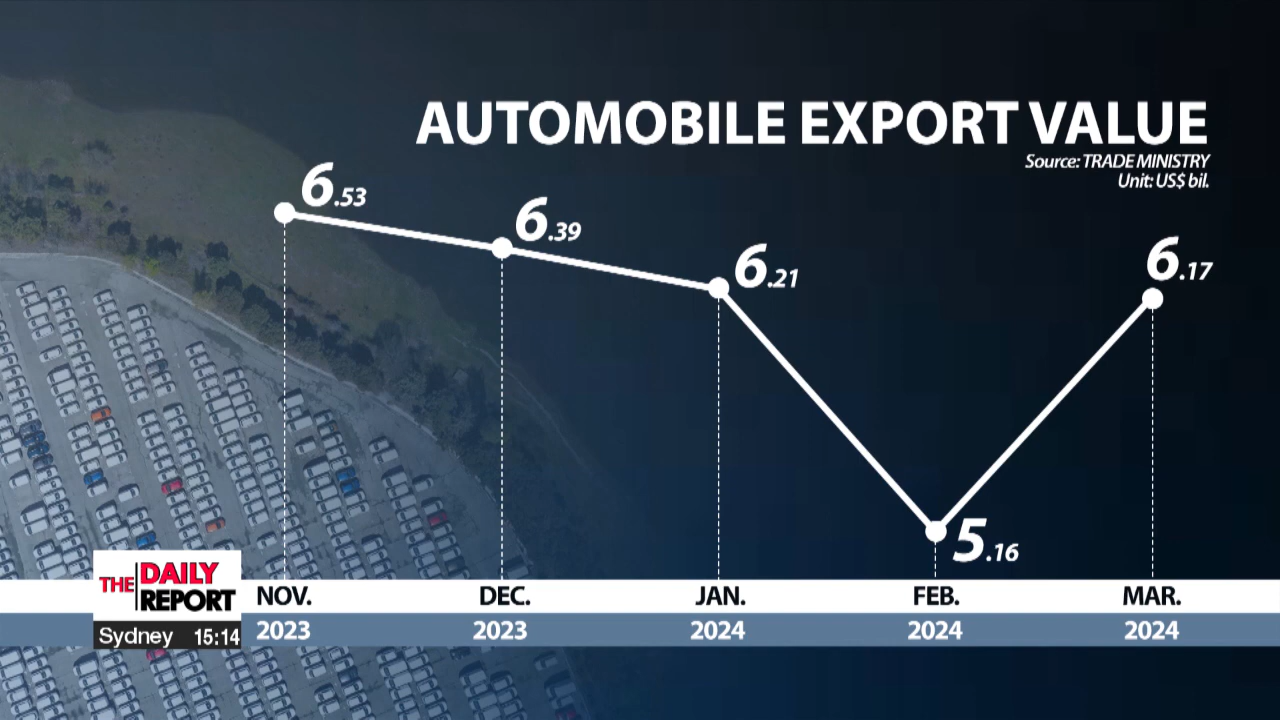 AUTOMOBILE EXPORT VALUE
Source: TRADE MINISTRY
Unit: US$ bil.
6.53
6.39
6.21
5.16
6.17
NOV. DEC. JAN. FEB. MAR.
2023 2023 2024 2024 2024
THE DAILY
REPORT
Sydney 15:14